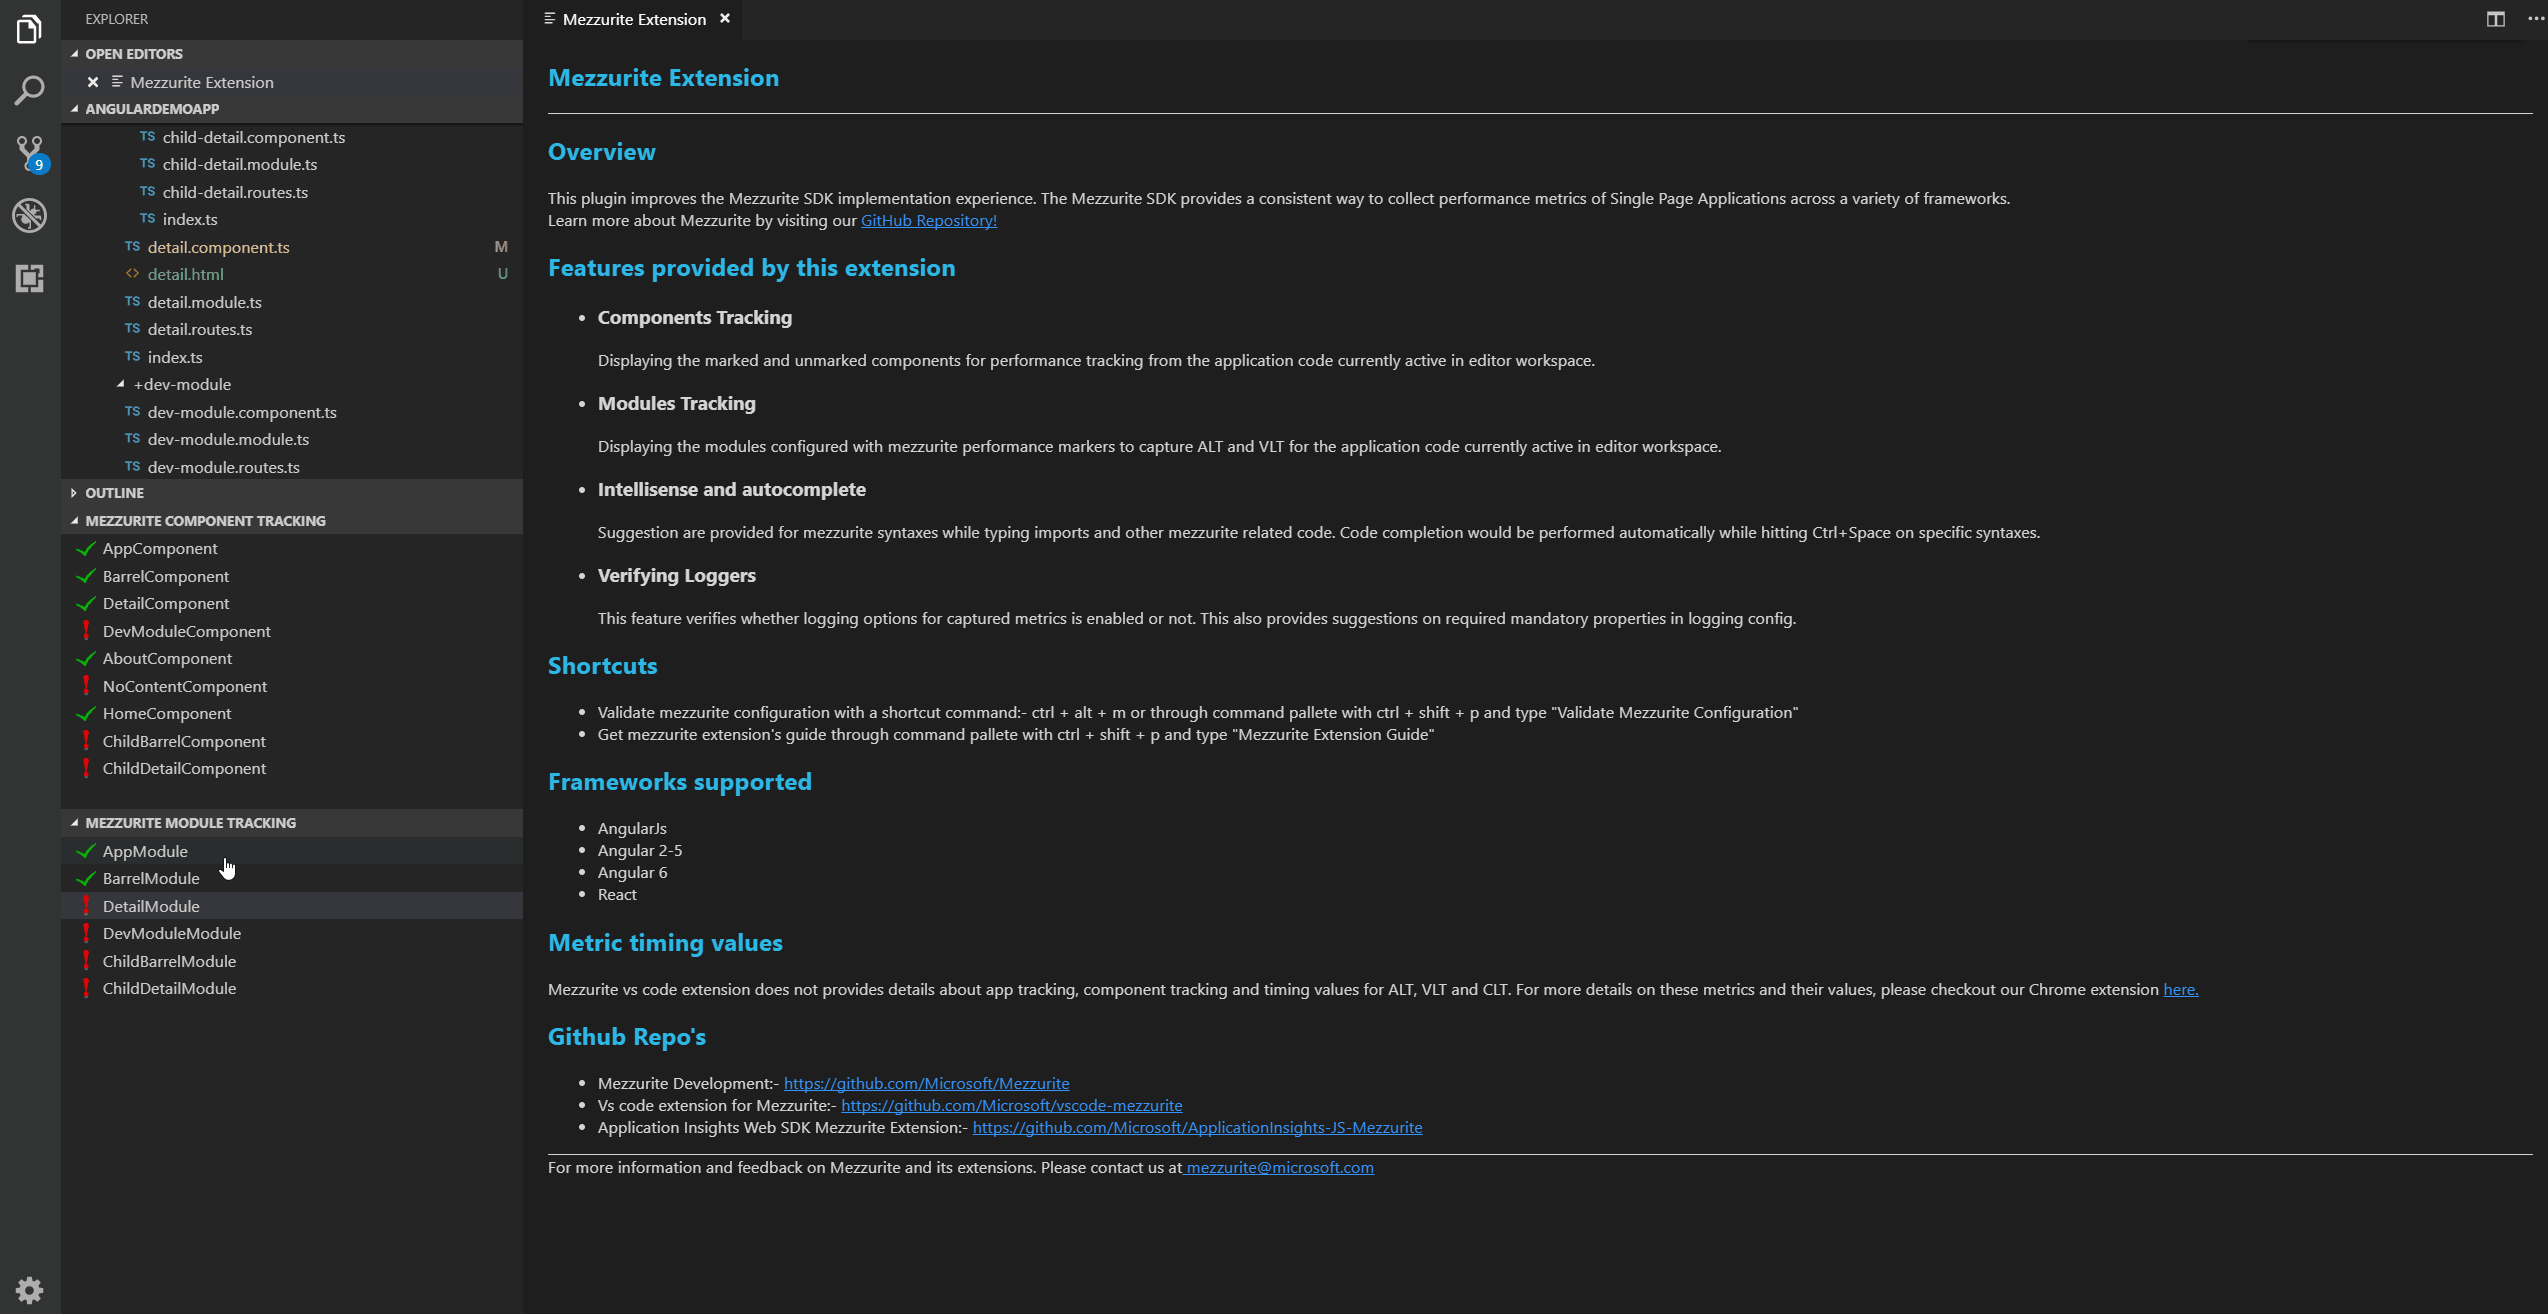 EXPLORER
OPEN EDITORS
Mezzurite Extension
ANGULARDEMOAPP
TS child-detail.component.ts
TS child-detail.module.ts
TS child-detail.routes.ts
TS index.ts
TS detail.component.ts M
<> detail.html U
TS detail.module.ts
TS detail.routes.ts
TS index.ts
+dev-module
TS dev-module.component.ts
TS dev-module.module.ts
TS dev-module.routes.ts
OUTLINE
MEZZURITE COMPONENT TRACKING
AppComponent
BarrelComponent
DetailComponent
DevModuleComponent
AboutComponent
NoContentComponent
HomeComponent
ChildBarrelComponent
ChildDetailComponent
MEZZURITE MODULE TRACKING
AppModule
BarrelModule
DetailModule
DevModuleModule
ChildBarrelModule
ChildDetailModule
9
Mezzurite Extension
Mezzurite Extension
Overview
This plugin improves the Mezzurite SDK implementation experience. The Mezzurite SDK provides a consistent way to collect performance metrics of Single Page Applications across a variety of frameworks.
Learn more about Mezzurite by visiting our GitHub Repository!
Features provided by this extension
• Components Tracking
Displaying the marked and unmarked components for performance tracking from the application code currently active in editor workspace.
• Modules Tracking
Displaying the modules configured with mezzurite performance markers to capture ALT and VLT for the application code currently active in editor workspace.
• Intellisense and autocomplete
Suggestion are provided for mezzurite syntaxes while typing imports and other mezzurite related code. Code completion would be performed automatically while hitting Ctrl+Space on specific syntaxes.
• Verifying Loggers
This feature verifies whether logging options for captured metrics is enabled or not. This also provides suggestions on required mandatory properties in logging config.
Shortcuts
• Validate mezzurite configuration with a shortcut command:- ctrl + alt + m or through command pallete with ctrl + shift + p and type "Validate Mezzurite Configuration"
• Get mezzurite extension's guide through command pallete with ctrl + shift + p and type "Mezzurite Extension Guide"
Frameworks supported
• AngularJs
• Angular 2-5
• Angular 6
• React
Metric timing values
Mezzurite vs code extension does not provides details about app tracking, component tracking and timing values for ALT, VLT and CLT. For more details on these metrics and their values, please checkout our Chrome extension here.
Github Repo's
• Mezzurite Development:- https://github.com/Microsoft/Mezzurite
• Vs code extension for Mezzurite:- https://github.com/Microsoft/vscode-mezzurite
• Application Insights Web SDK Mezzurite Extension:- https://github.com/Microsoft/ApplicationInsights-JS-Mezzurite
For more information and feedback on Mezzurite and its extensions. Please contact us at mezzurite@microsoft.com